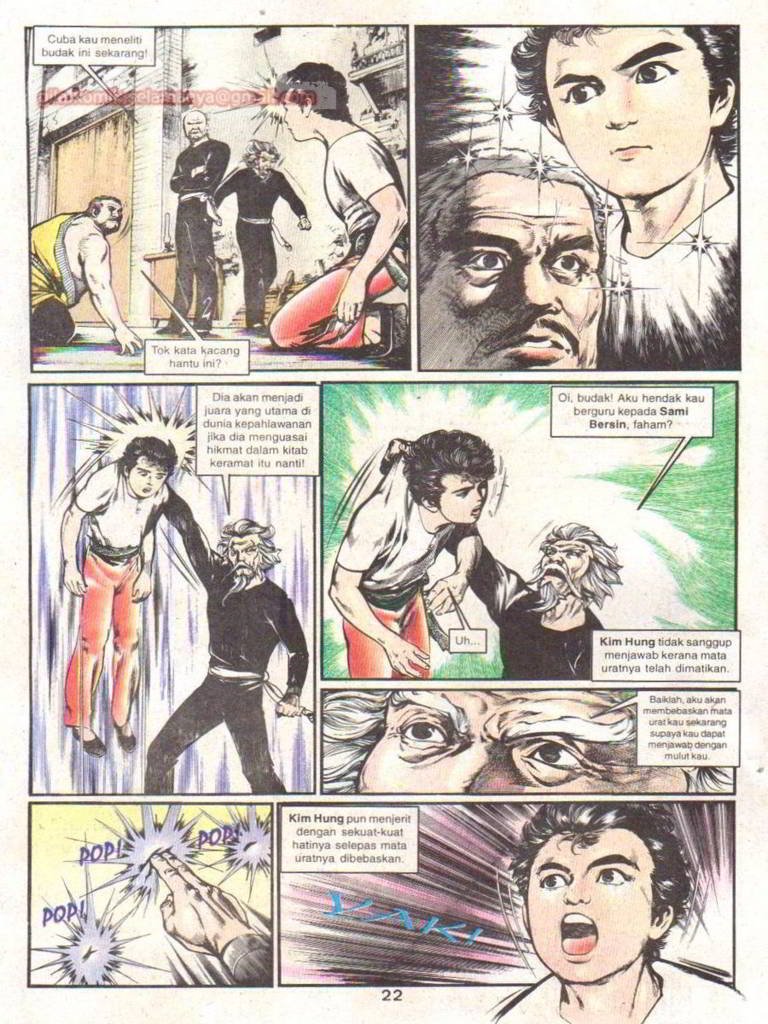 Cuba kau meneliti
budak ini sekarang!
Tok kata kacang
hantu ini?
Dia akan menjadi
juara yang utama di
dunia kepahlawanan
jika dia menguasai
hikmat dalam kitab
keramat itu nanti!
Oi, budak! Aku hendak kau
berguru kepada Sami
Bersin, faham?
Uh...
Kim Hung tidak sanggup
menjawab kerana mata
uratnya telah dimatikan.
Baiklah, aku akan
membebaskan mata
urat kau sekarang
supaya kau dapat
menjawab dengan
mulut kau.
POP!
POP!
POP!
Kim Hung pun menjerit
dengan sekuat-kuat
hatinya selepas mata
uratnya dibebaskan.
YAKI
22